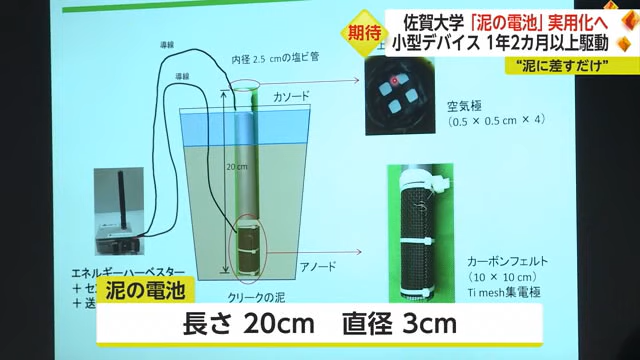 期待
佐賀大学「泥の電池」実用化へ
小型デバイス 1年2カ月以上駆動
“泥に差すだけ”
導線
導線
内径 2.5 cmの塩ビ管
カソード
20 cm
空気極
(0.5 × 0.5 cm × 4)
アノード
クリークの泥
エネルギーハーベスター
カーボンフェルト
(10 × 10 cm)
Ti mesh集電極
泥の電池
長さ 20cm 直径 3cm